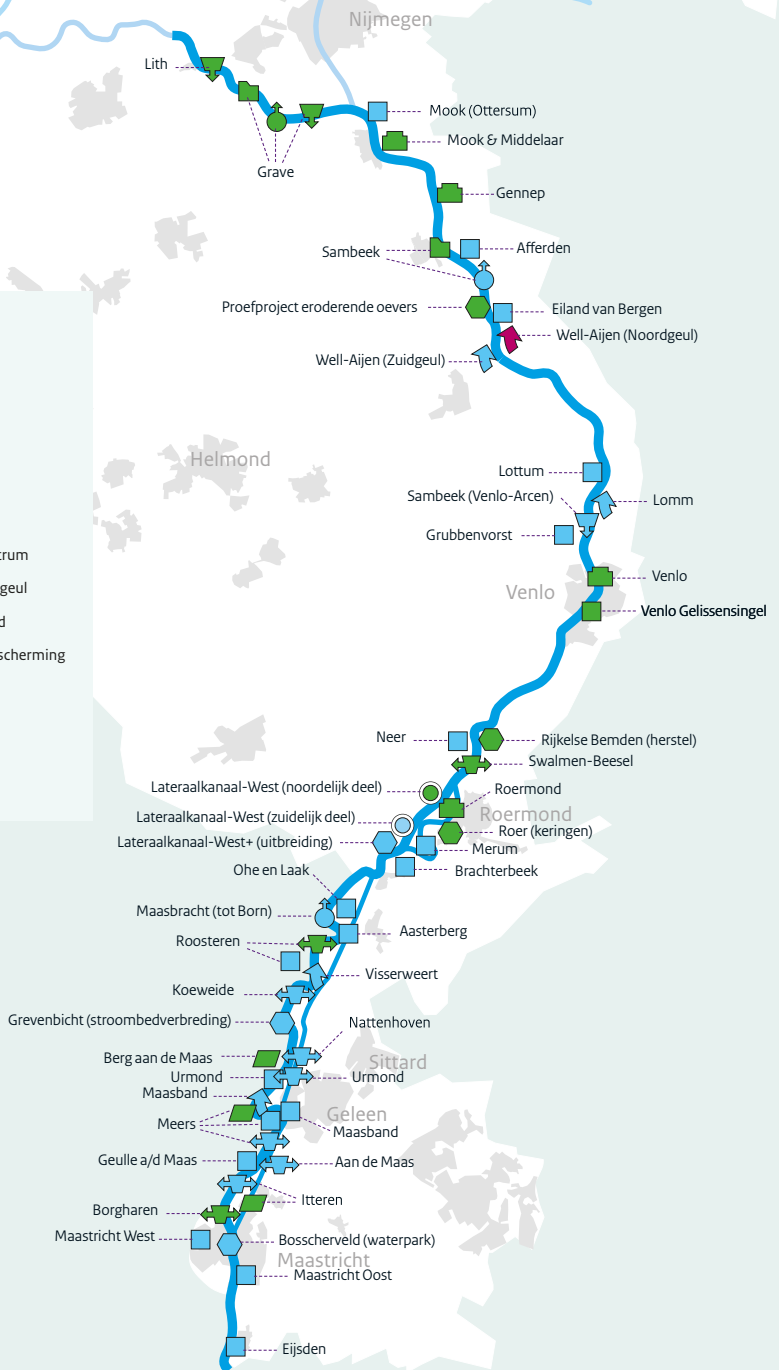 Nijmegen
Lith
Mook (Ottersum)
Mook & Middelaar
Grave
Gennep
Sambeek
Afferden
Proefproject eroderende oevers
Eiland van Bergen
Well-Aijen (Noordgeul)
Well-Aijen (Zuidgeul)
Helmond
Lottum
Sambeek (Venlo-Arcen)
Lomm
Grubbenvorst
trum
Venlo
geul
Venlo
d
Venlo Gelissensingel
scherming
Neer
Rijkelse Bemden (herstel)
Swalmen-Beesel
Lateraalkanaal-West (noordelijk deel)
Roermond
Lateraalkanaal-West (zuidelijk deel)
Roermond
Roer (keringen)
Lateraalkanaal-West+ (uitbreiding)
Merum
Ohe en Laak
Brachterbeek
Maasbracht (tot Born)
Aasterberg
Roosteren
Visserweert
Koeweide
Grevenbicht (stroombedverbreding)
Nattenhoven
Berg aan de Maas
Sittard
Urmond
Urmond
Maasband
Geleen
Meers
Maasband
Geulle a/d Maas
Aan de Maas
Itteren
Borgharen
Maastricht West
Bosscherveld (waterpark)
Maastricht
Maastricht Oost
Eijsden